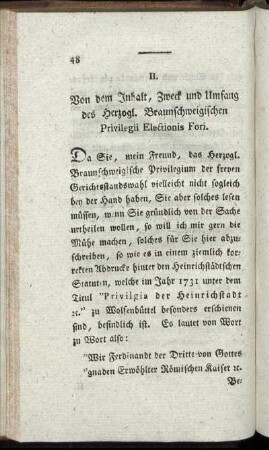 48
II.
Von dem Inhalt, Zweck und Umfang
des Herzogl. Braunschweigischen
Privilegii Electionis Fori.
Da Sie, mein Freund, das Herzogl.
Braunschweigische Privilegium der freyen
Gerichtsstandswahl vielleicht nicht sogleich
bey der Hand haben, Sie aber solches lesen
müssen, wenn Sie gründlich von der Sache
urtheilen wollen, so will ich mir gern die
Mühe machen, solches für Sie hier abzu-
schreiben, so wie es in einem ziemlich kor-
rekten Abdrucke hinter den Heinrichstädtschen
Statuten, welche im Jahr 1731 unter dem
Titul "Privilgia der Heinrichstadt
ꝛc." zu Wolfenbüttel besonders erschienen
sind, befindlich ist. Es lautet von Wort
zu Wort also:
"Wir Ferdinandt der Dritte von Gottes
"gnaden Erwöhlter Römischen Kaiser ꝛc.
Be-